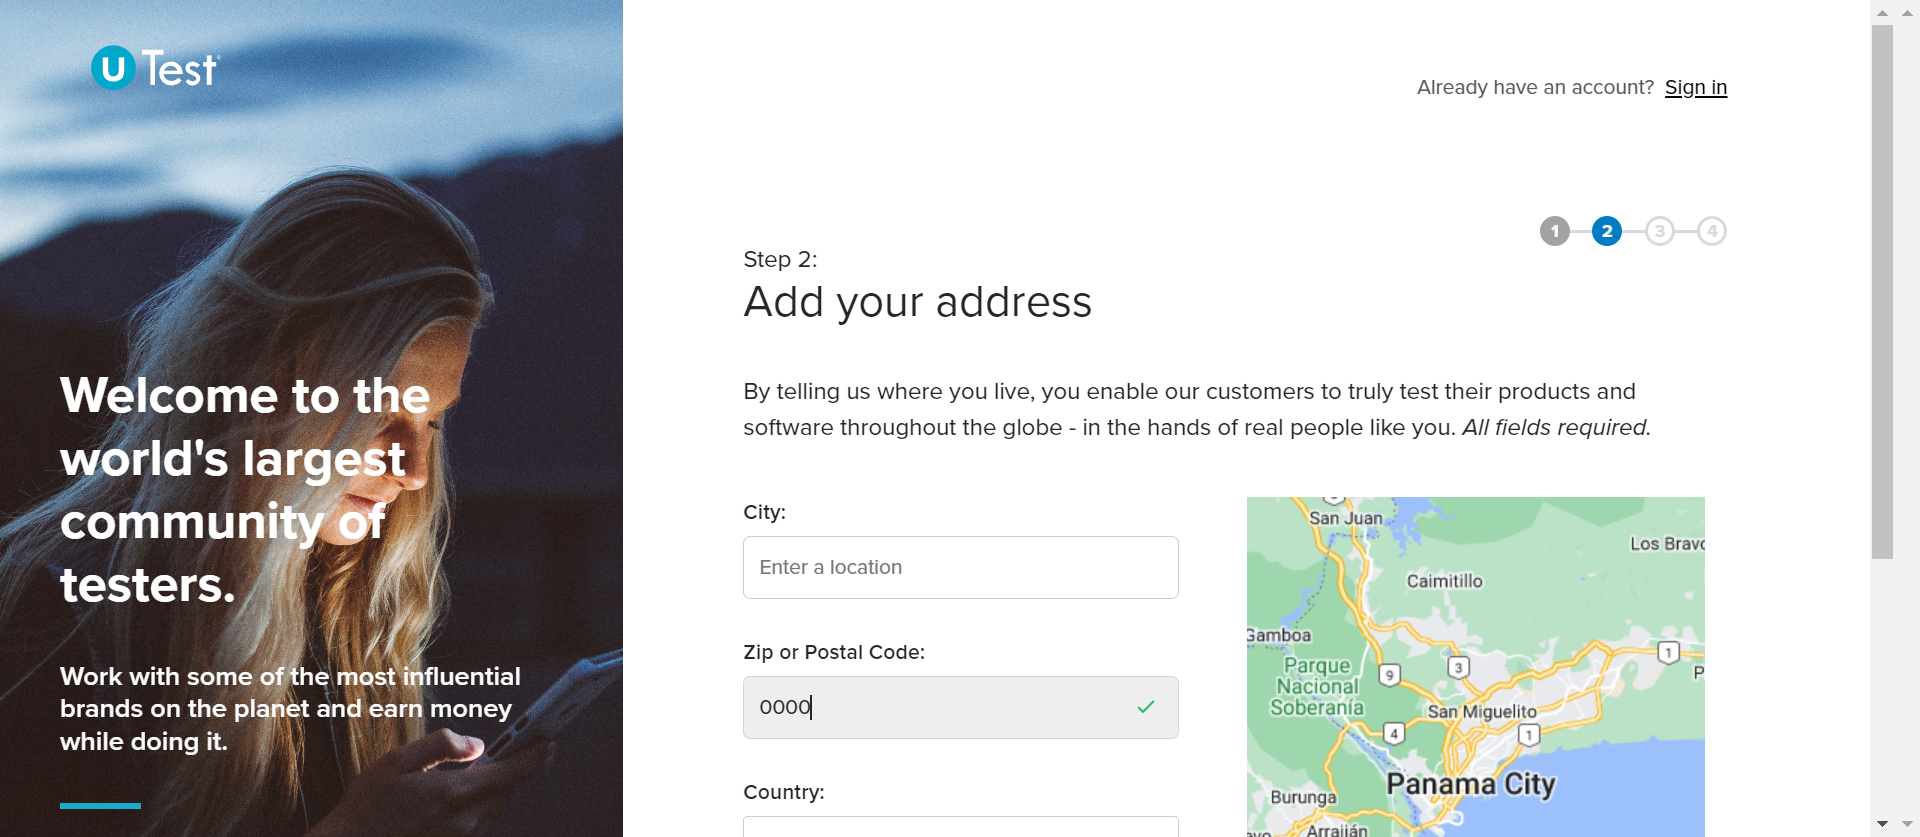 u Test
Already have an account? Sign in
1 2 3 4
Step 2:
Add your address
Welcome to the
world's largest
community of
testers.
Work with some of the most influential
brands on the planet and earn money
while doing it.
By telling us where you live, you enable our customers to truly test their products and
software throughout the globe - in the hands of real people like you. All fields required.
City:
Enter a location
Zip or Postal Code:
0000
Country:
San Juan
Los Bravo
Caimitillo
Gamboa
1
3
9
Parque
Nacional
Soberanía
P
San Miguelito
4
1
Panama City
Burunga
Arraiján